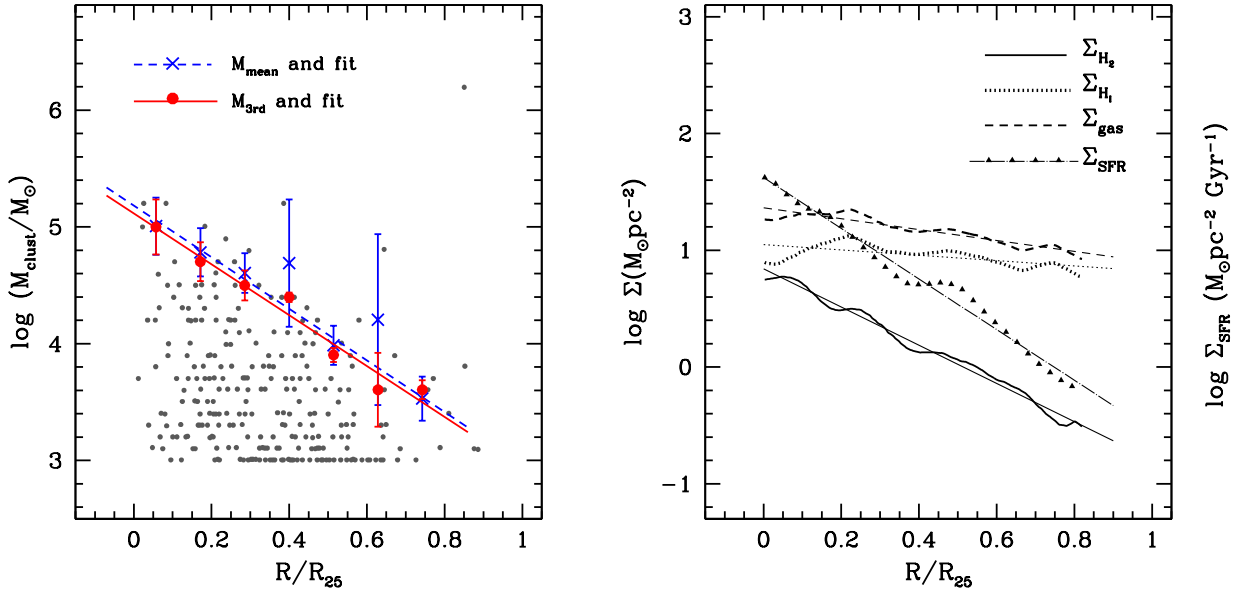 M_mean and fit
M_3rd and fit
6
5
4
3
0
0.2
0.4
0.6
0.8
1
R/R_25
log (M_clust/M_⊙)
Σ_H₂
Σ_H_I
Σ_gas
Σ_SFR
3
2
1
0
−1
0
0.2
0.4
0.6
0.8
1
R/R_25
log Σ(M_⊙pc⁻²)
log Σ_SFR (M_⊙pc⁻² Gyr⁻¹)